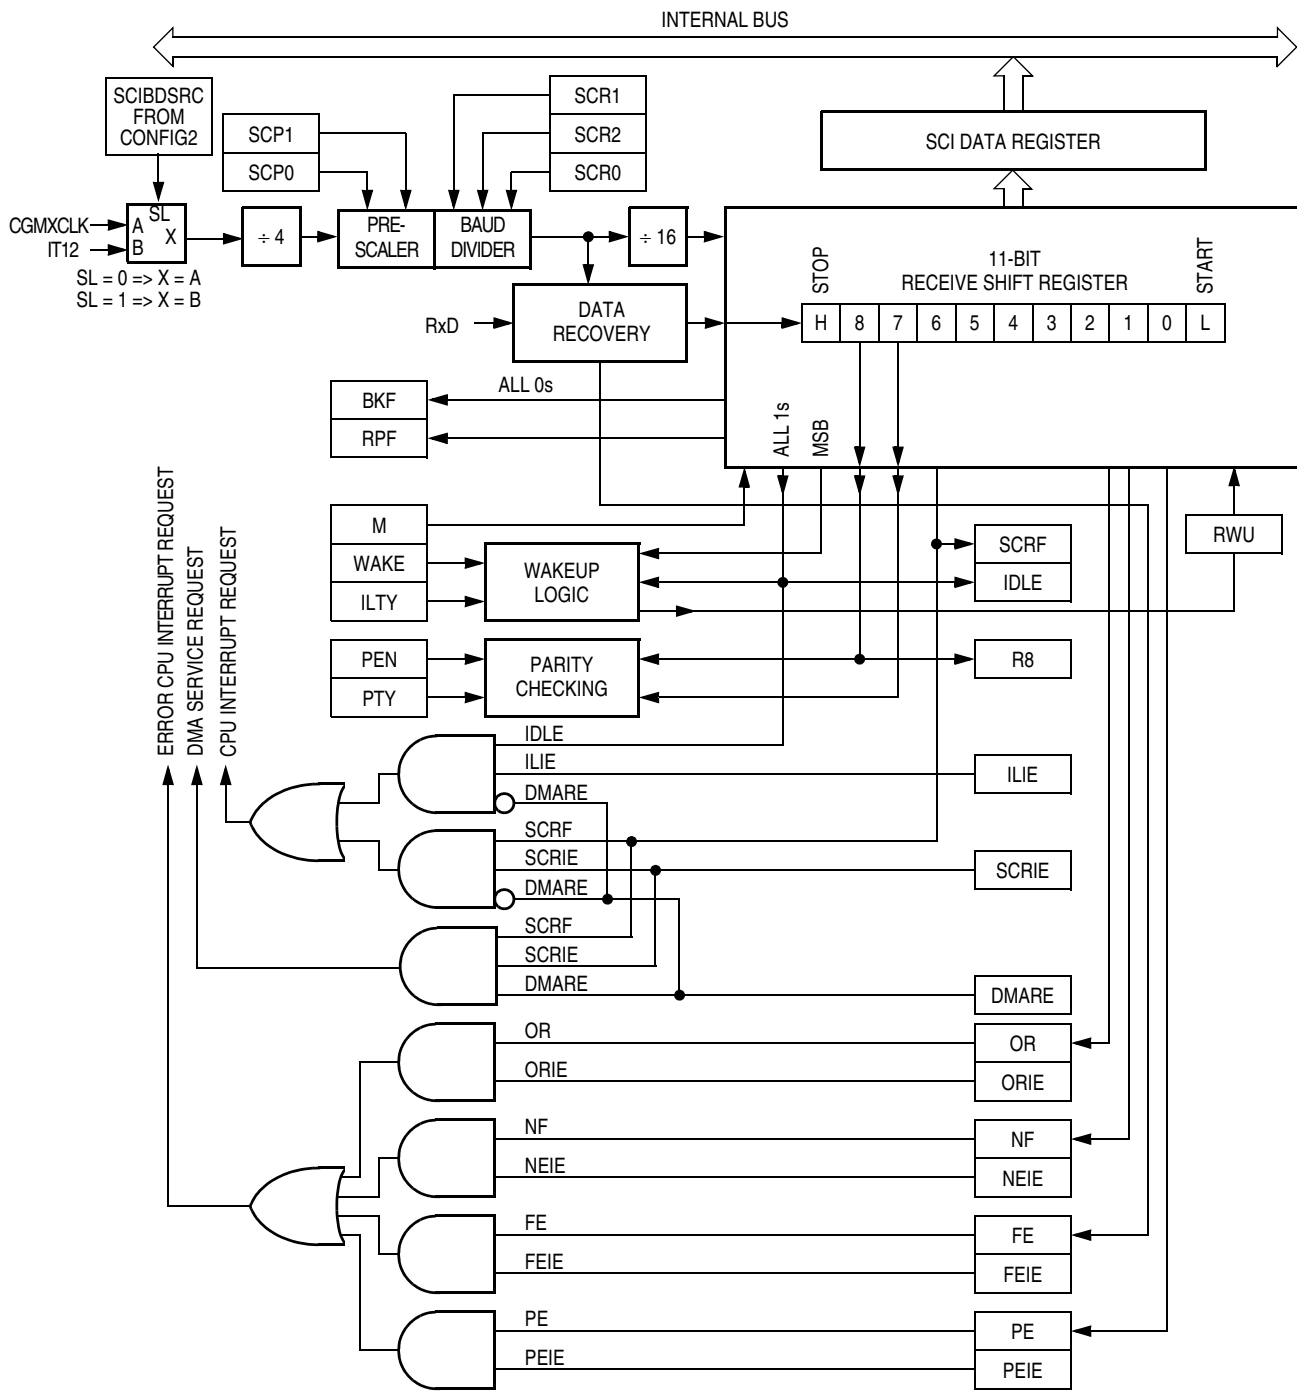 INTERNAL BUS
SCIBDSRC
FROM
CONFIG2
SCP1
SCP0
SCR1
SCR2
SCR0
SCI DATA REGISTER
CGMXCLK
IT12
SL
A
B
X
SL = 0 => X = A
SL = 1 => X = B
÷ 4
PRE-
SCALER
BAUD
DIVIDER
÷ 16
RxD
DATA
RECOVERY
STOP
11-BIT
RECEIVE SHIFT REGISTER
START
H 8 7 6 5 4 3 2 1 0 L
ALL 0s
BKF
RPF
ALL 1s
MSB
M
WAKE
ILTY
WAKEUP
LOGIC
SCRF
IDLE
RWU
PEN
PTY
PARITY
CHECKING
R8
ERROR CPU INTERRUPT REQUEST
DMA SERVICE REQUEST
CPU INTERRUPT REQUEST
IDLE
ILIE
ILIE
DMARE
SCRF
SCRIE
SCRIE
DMARE
SCRF
SCRIE
DMARE
DMARE
OR
OR
ORIE
ORIE
NF
NF
NEIE
NEIE
FE
FE
FEIE
FEIE
PE
PE
PEIE
PEIE